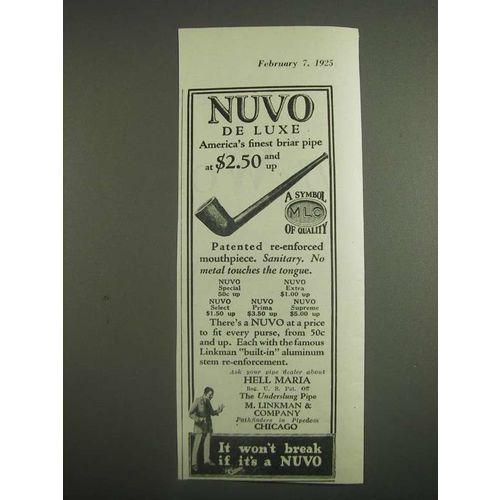 February 7, 1925
NUVO
DE LUXE
America's finest briar pipe
at $2.50 and up
A SYMBOL
MLC
OF QUALITY
Patented re-enforced
mouthpiece. Sanitary. No
metal touches the tongue.
NUVO NUVO
Special Extra
50c up $1.00 up
NUVO NUVO NUVO
Select Prima Supreme
$1.50 up $3.50 up $5.00 up
There's a NUVO at a price
to fit every purse, from 50c
and up. Each with the famous
Linkman "built-in" aluminum
stem re-enforcement.
Ask your pipe dealer about
HELL MARIA
Reg. U. S. Pat. Off
The Underslung Pipe
M. LINKMAN &
COMPANY
Pathfinders in Pipedom
CHICAGO
It won't break
if it's a NUVO